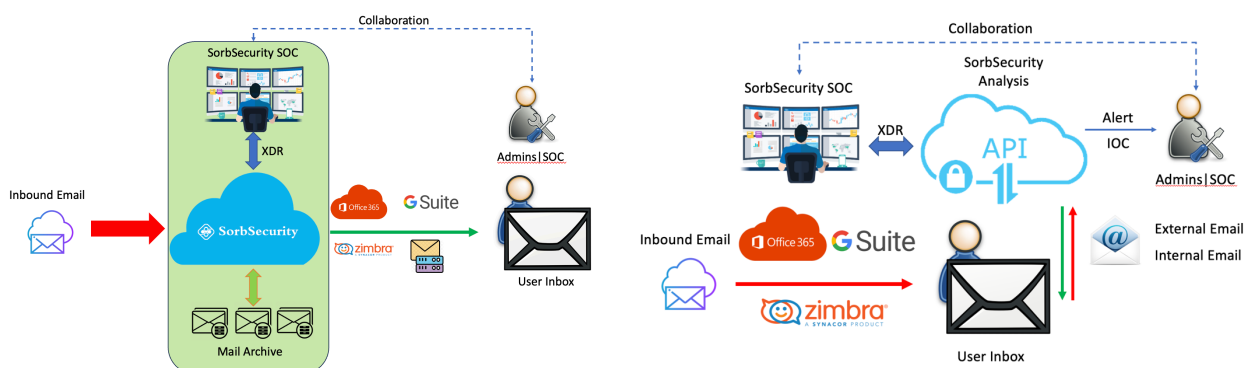 Collaboration
SorbSecurity SOC
XDR
Admins|SOC
Inbound Email
SorbSecurity
Office 365
G Suite
zimbra
User Inbox
Mail Archive
Collaboration
SorbSecurity
Analysis
SorbSecurity SOC
XDR
API
Alert
IOC
Admins|SOC
Inbound Email
Office 365
G Suite
zimbra
A SYNACOR PRODUCT
@
External Email
Internal Email
User Inbox